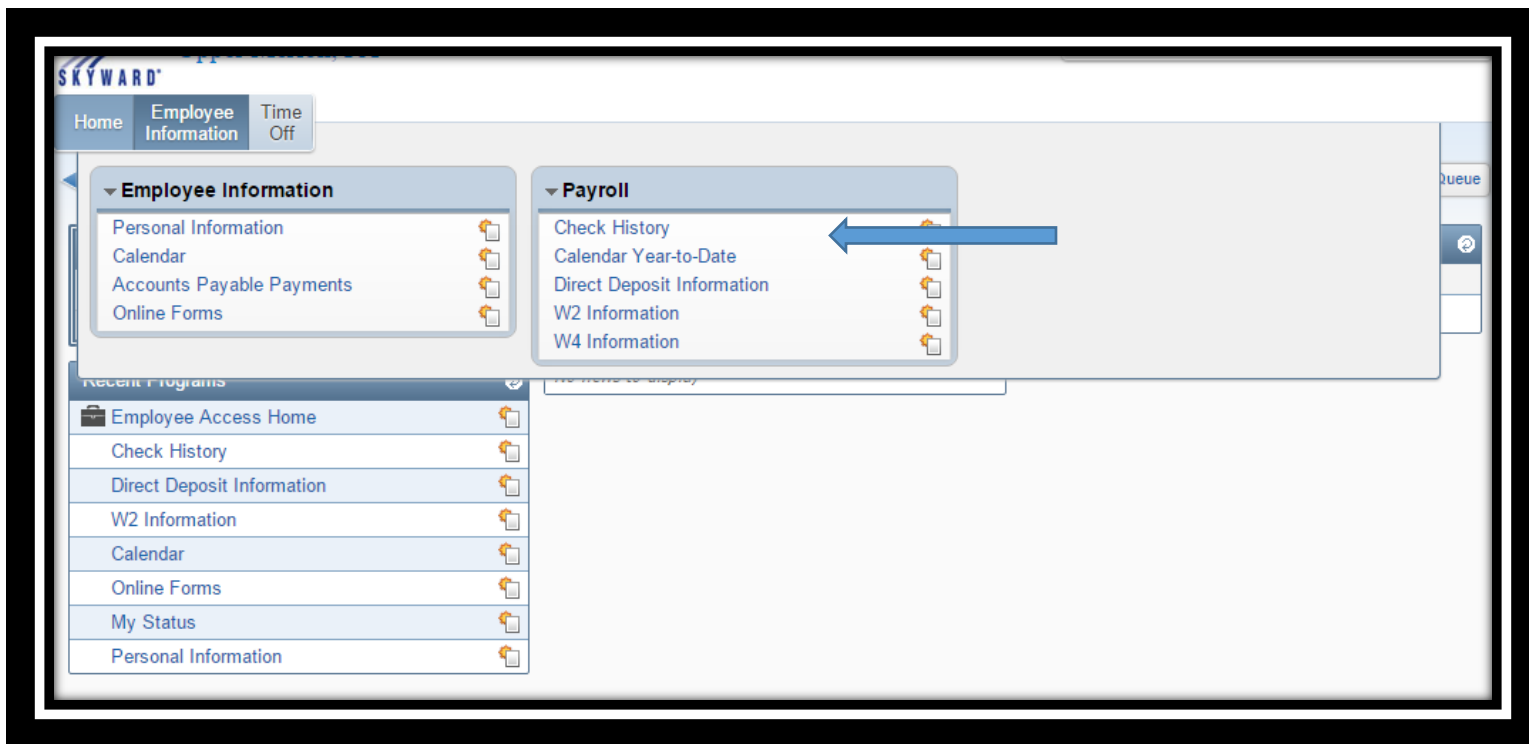 SKYWARD
Home
Employee Information
Time Off
Queue
Employee Information
Personal Information
Calendar
Accounts Payable Payments
Online Forms
Payroll
Check History
Calendar Year-to-Date
Direct Deposit Information
W2 Information
W4 Information
Recent Programs
Employee Access Home
Check History
Direct Deposit Information
W2 Information
Calendar
Online Forms
My Status
Personal Information